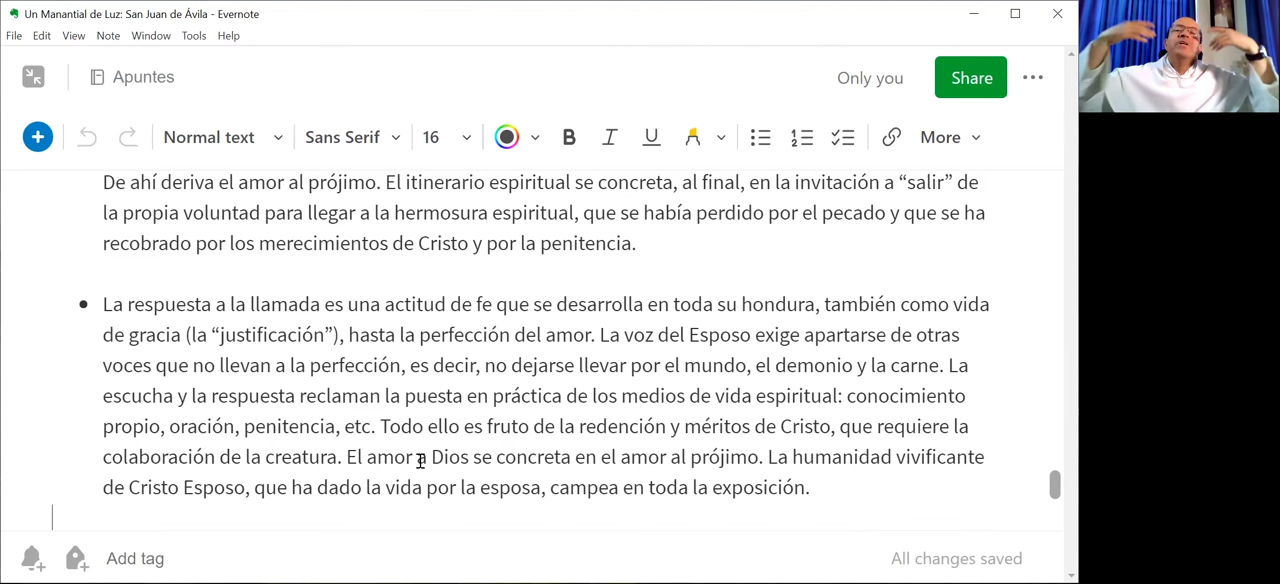 Un Manantial de Luz: San Juan de Ávila - Evernote
File Edit View Note Window Tools Help
Apuntes
Only you
Share
Normal text
Sans Serif
16
More
De ahí deriva el amor al prójimo. El itinerario espiritual se concreta, al final, en la invitación a “salir” de
la propia voluntad para llegar a la hermosura espiritual, que se había perdido por el pecado y que se ha
recobrado por los merecimientos de Cristo y por la penitencia.
La respuesta a la llamada es una actitud de fe que se desarrolla en toda su hondura, también como vida
de gracia (la “justificación”), hasta la perfección del amor. La voz del Esposo exige apartarse de otras
voces que no llevan a la perfección, es decir, no dejarse llevar por el mundo, el demonio y la carne. La
escucha y la respuesta reclaman la puesta en práctica de los medios de vida espiritual: conocimiento
propio, oración, penitencia, etc. Todo ello es fruto de la redención y méritos de Cristo, que requiere la
colaboración de la creatura. El amor a Dios se concreta en el amor al prójimo. La humanidad vivificante
de Cristo Esposo, que ha dado la vida por la esposa, campea en toda la exposición.
Add tag
All changes saved